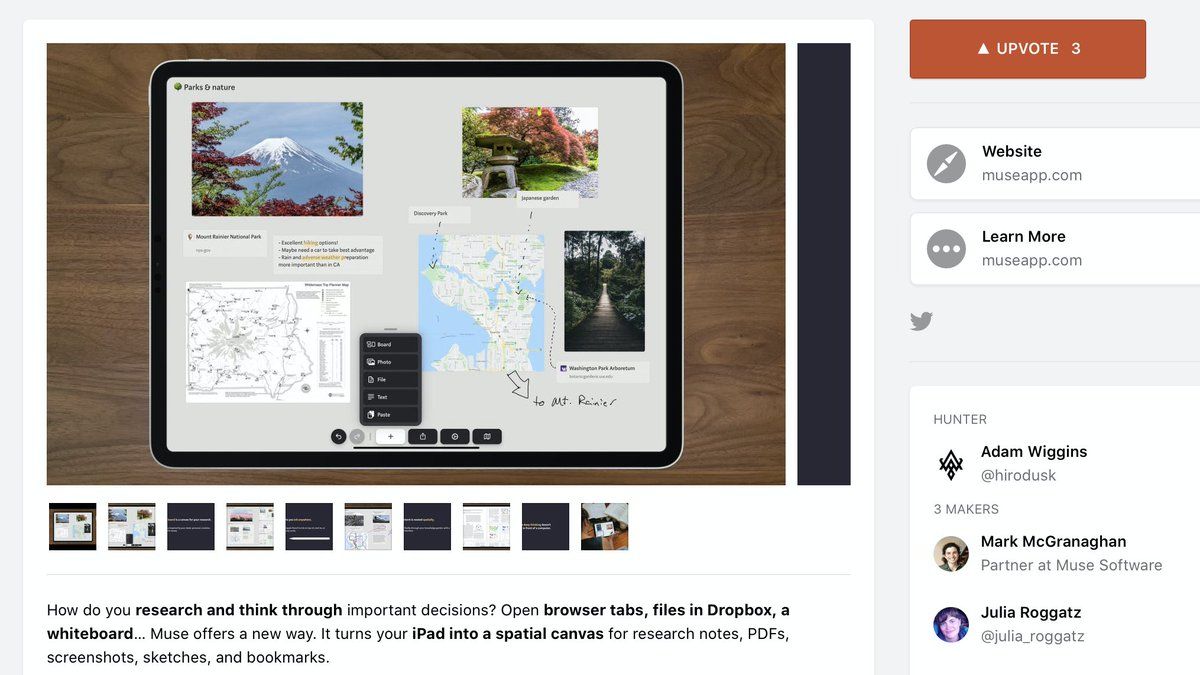 Parks & nature
Discovery Park
Japanese garden
Mount Rainier National Park
nps.gov
- Excellent hiking options!
- Maybe need a car to take best advantage
- Rain and adverse weather preparation
more important than in CA
Wilderness Trip Planner Map
Board
Photo
File
Text
Paste
Washington Park Arboretum
botanicgardens.uw.edu
to Mt. Rainier
How do you research and think through important decisions? Open browser tabs, files in Dropbox, a
whiteboard... Muse offers a new way. It turns your iPad into a spatial canvas for research notes, PDFs,
screenshots, sketches, and bookmarks.
▲ UPVOTE 3
Website
museapp.com
Learn More
museapp.com
HUNTER
Adam Wiggins
@hirodusk
3 MAKERS
Mark McGranaghan
Partner at Muse Software
Julia Roggatz
@julia_roggatz